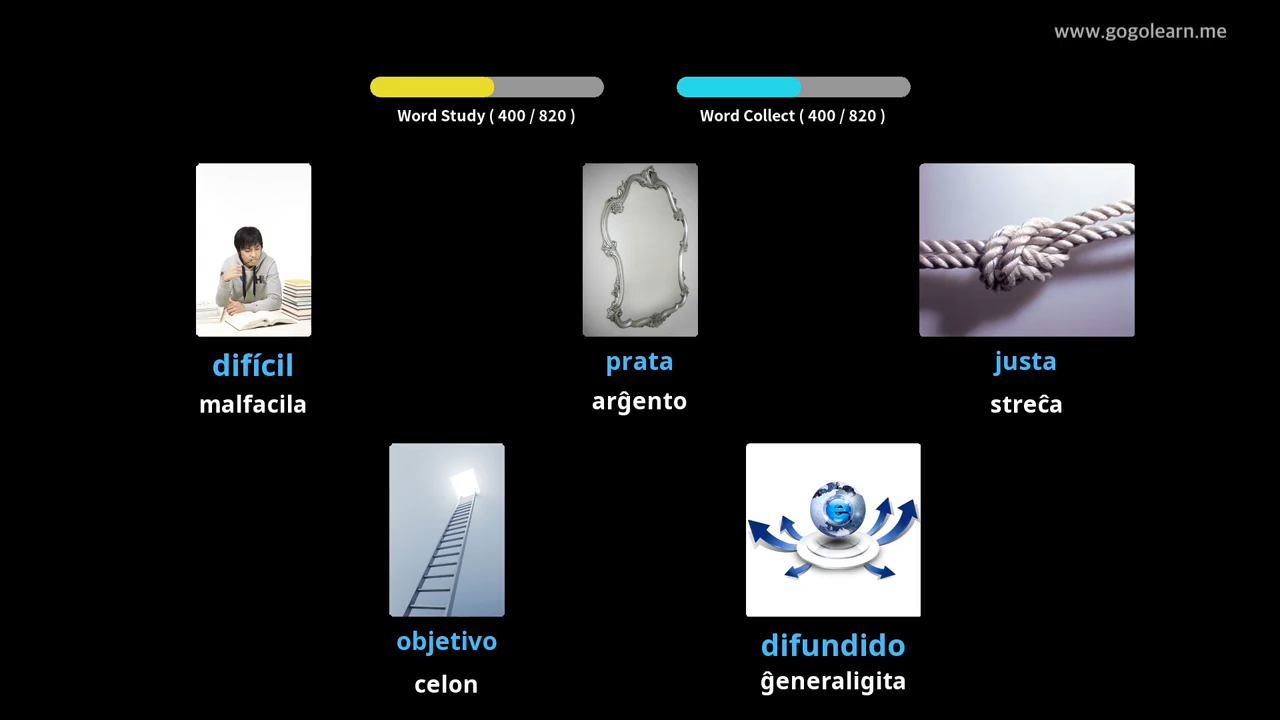 www.gogolearn.me
Word Study ( 400 / 820 )
Word Collect ( 400 / 820 )
difícil
malfacila
prata
arĝento
justa
streĉa
objetivo
celon
difundido
ĝeneraligita